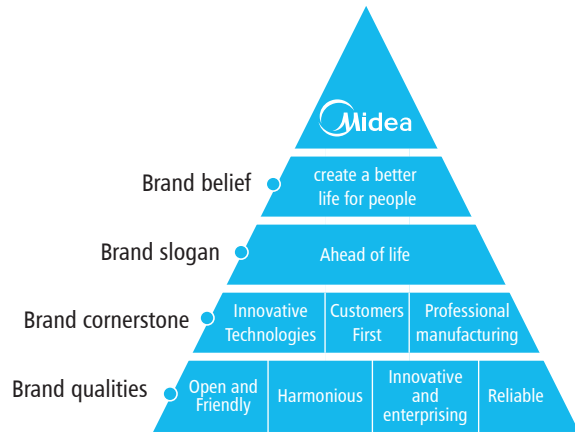 Midea
Brand belief
create a better
life for people
Brand slogan
Ahead of life
Brand cornerstone
Innovative
Technologies
Customers
First
Professional
manufacturing
Brand qualities
Open and
Friendly
Harmonious
Innovative
and
enterprising
Reliable